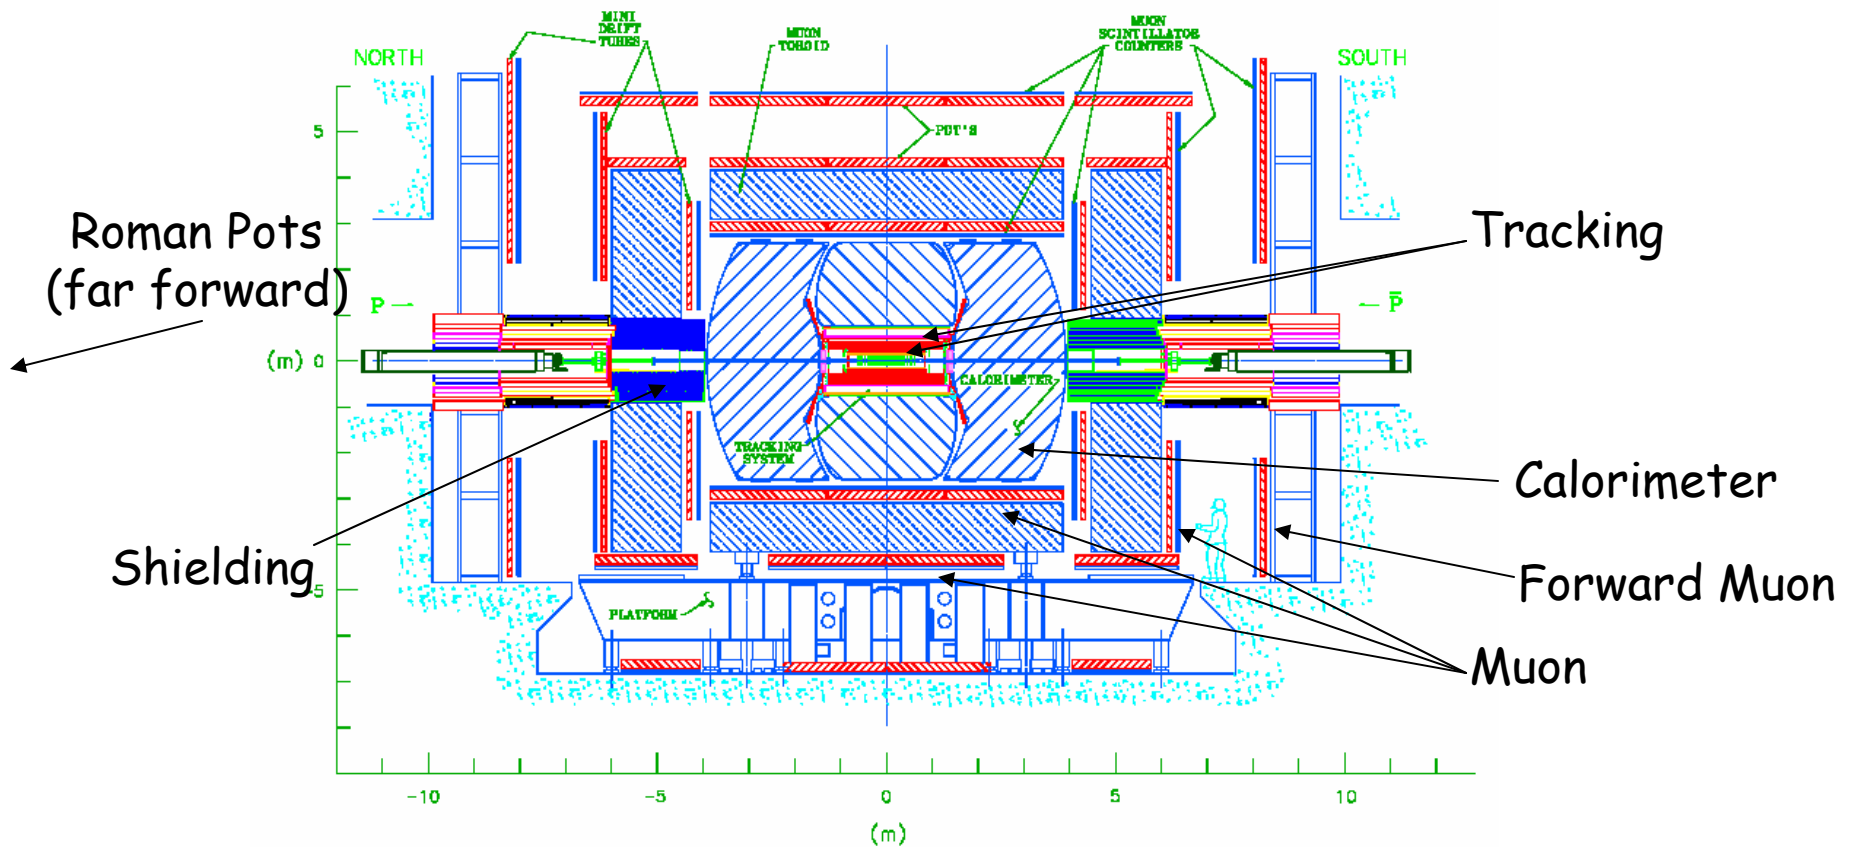 MINI
DRIFT
TUBES
MUON
TOROID
MUON
SCINTILLATOR
COUNTERS
NORTH
SOUTH
5
PDT'S
Roman Pots
(far forward)
Tracking
P →
← P̅
(m) 0
CALORIMETER
TRACKING
SYSTEM
Calorimeter
Shielding
Forward Muon
-5
PLATFORM
Muon
-10
-5
0
5
10
(m)